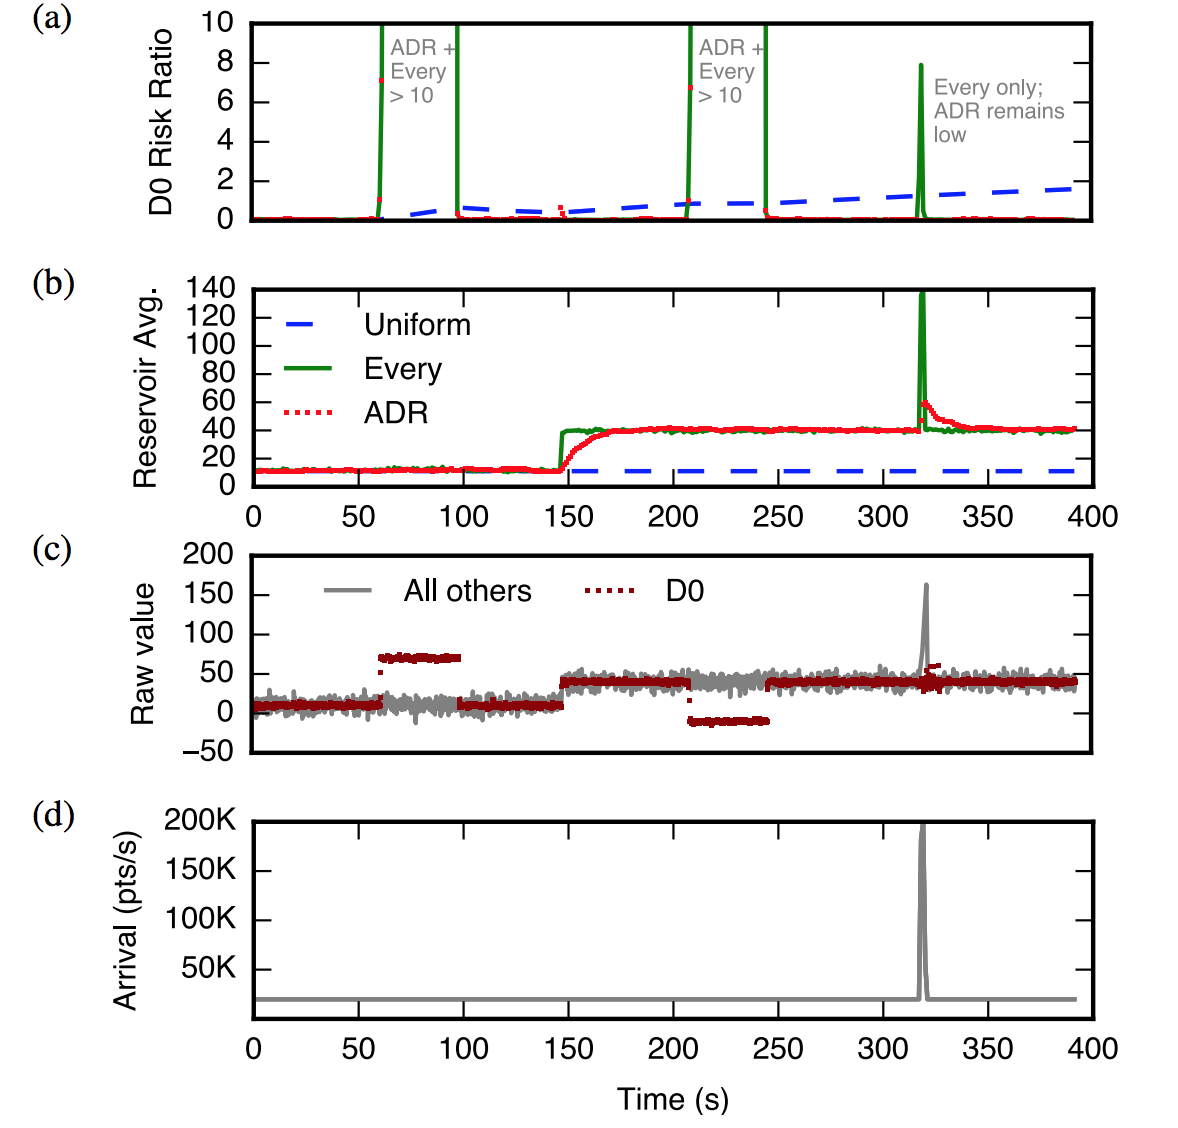 (a)
D0 Risk Ratio
10
8
6
4
2
0
ADR +
Every
> 10
ADR +
Every
> 10
Every only;
ADR remains
low
(b)
Reservoir Avg.
140
120
100
80
60
40
20
0
Uniform
Every
ADR
0 50 100 150 200 250 300 350 400
(c)
Raw value
200
150
100
50
0
−50
All others
D0
(d)
Arrival (pts/s)
200K
150K
100K
50K
0 50 100 150 200 250 300 350 400
Time (s)